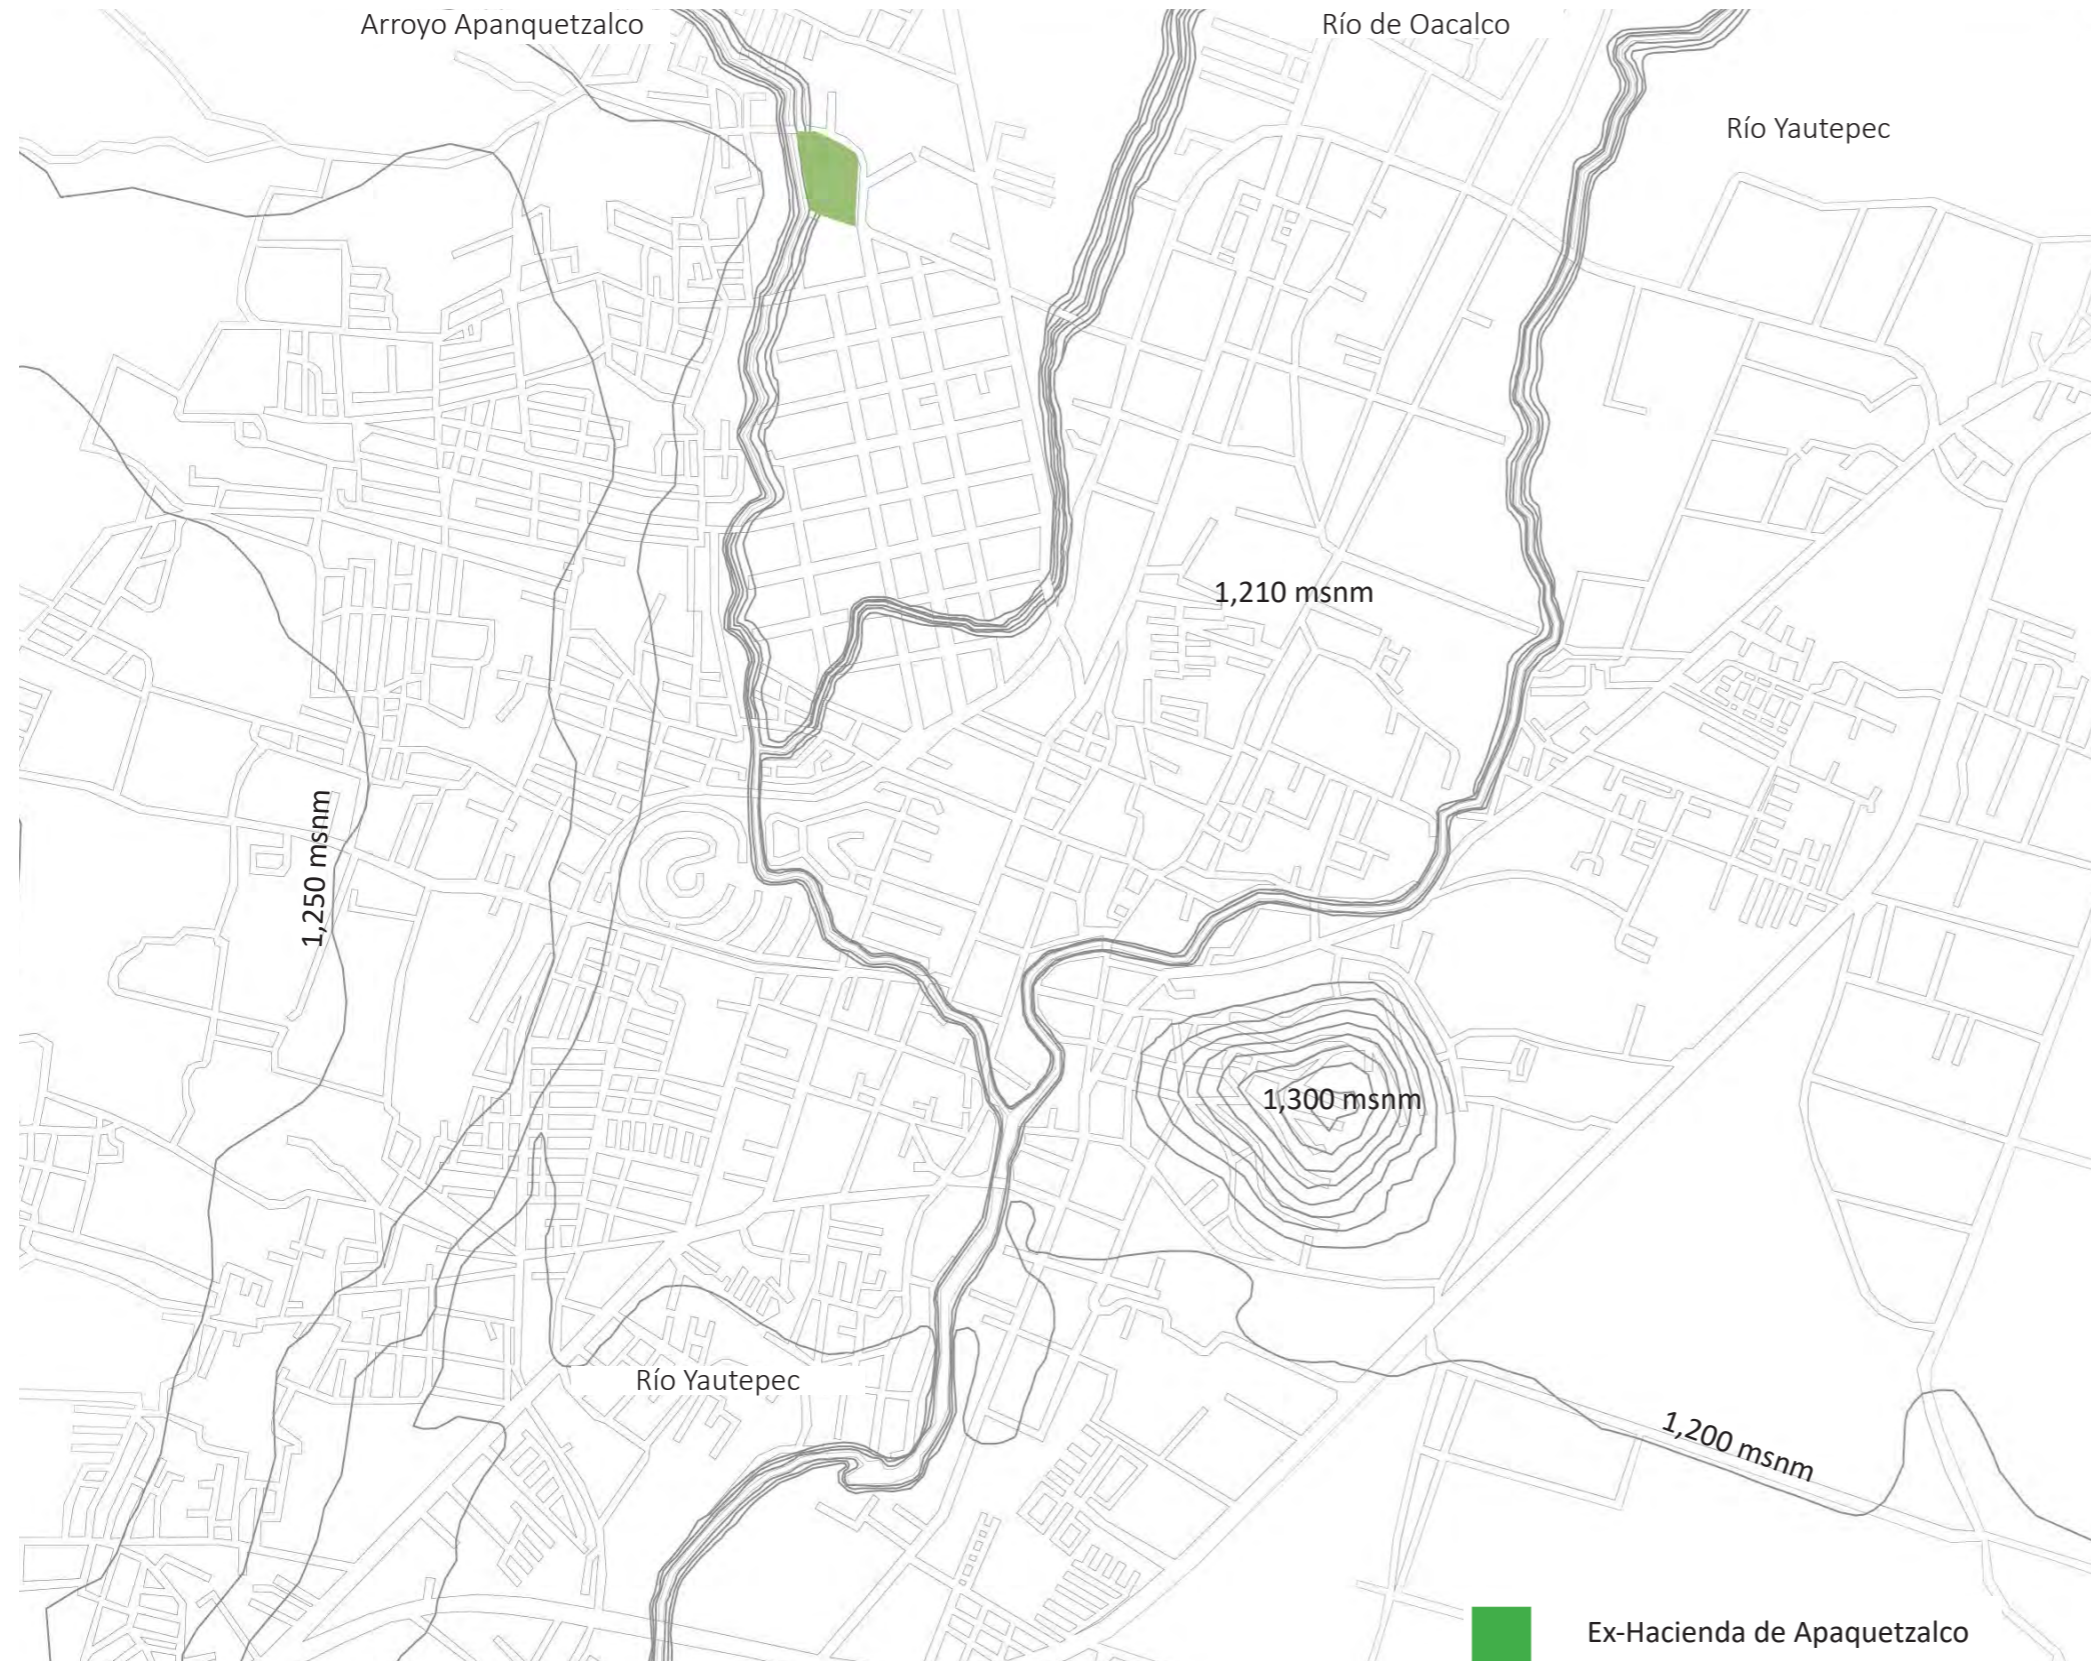 Arroyo Apanquetzalco
Río de Oacalco
Río Yautepec
1,210 msnm
1,250 msnm
1,300 msnm
Río Yautepec
1,200 msnm
Ex-Hacienda de Apaquetzalco